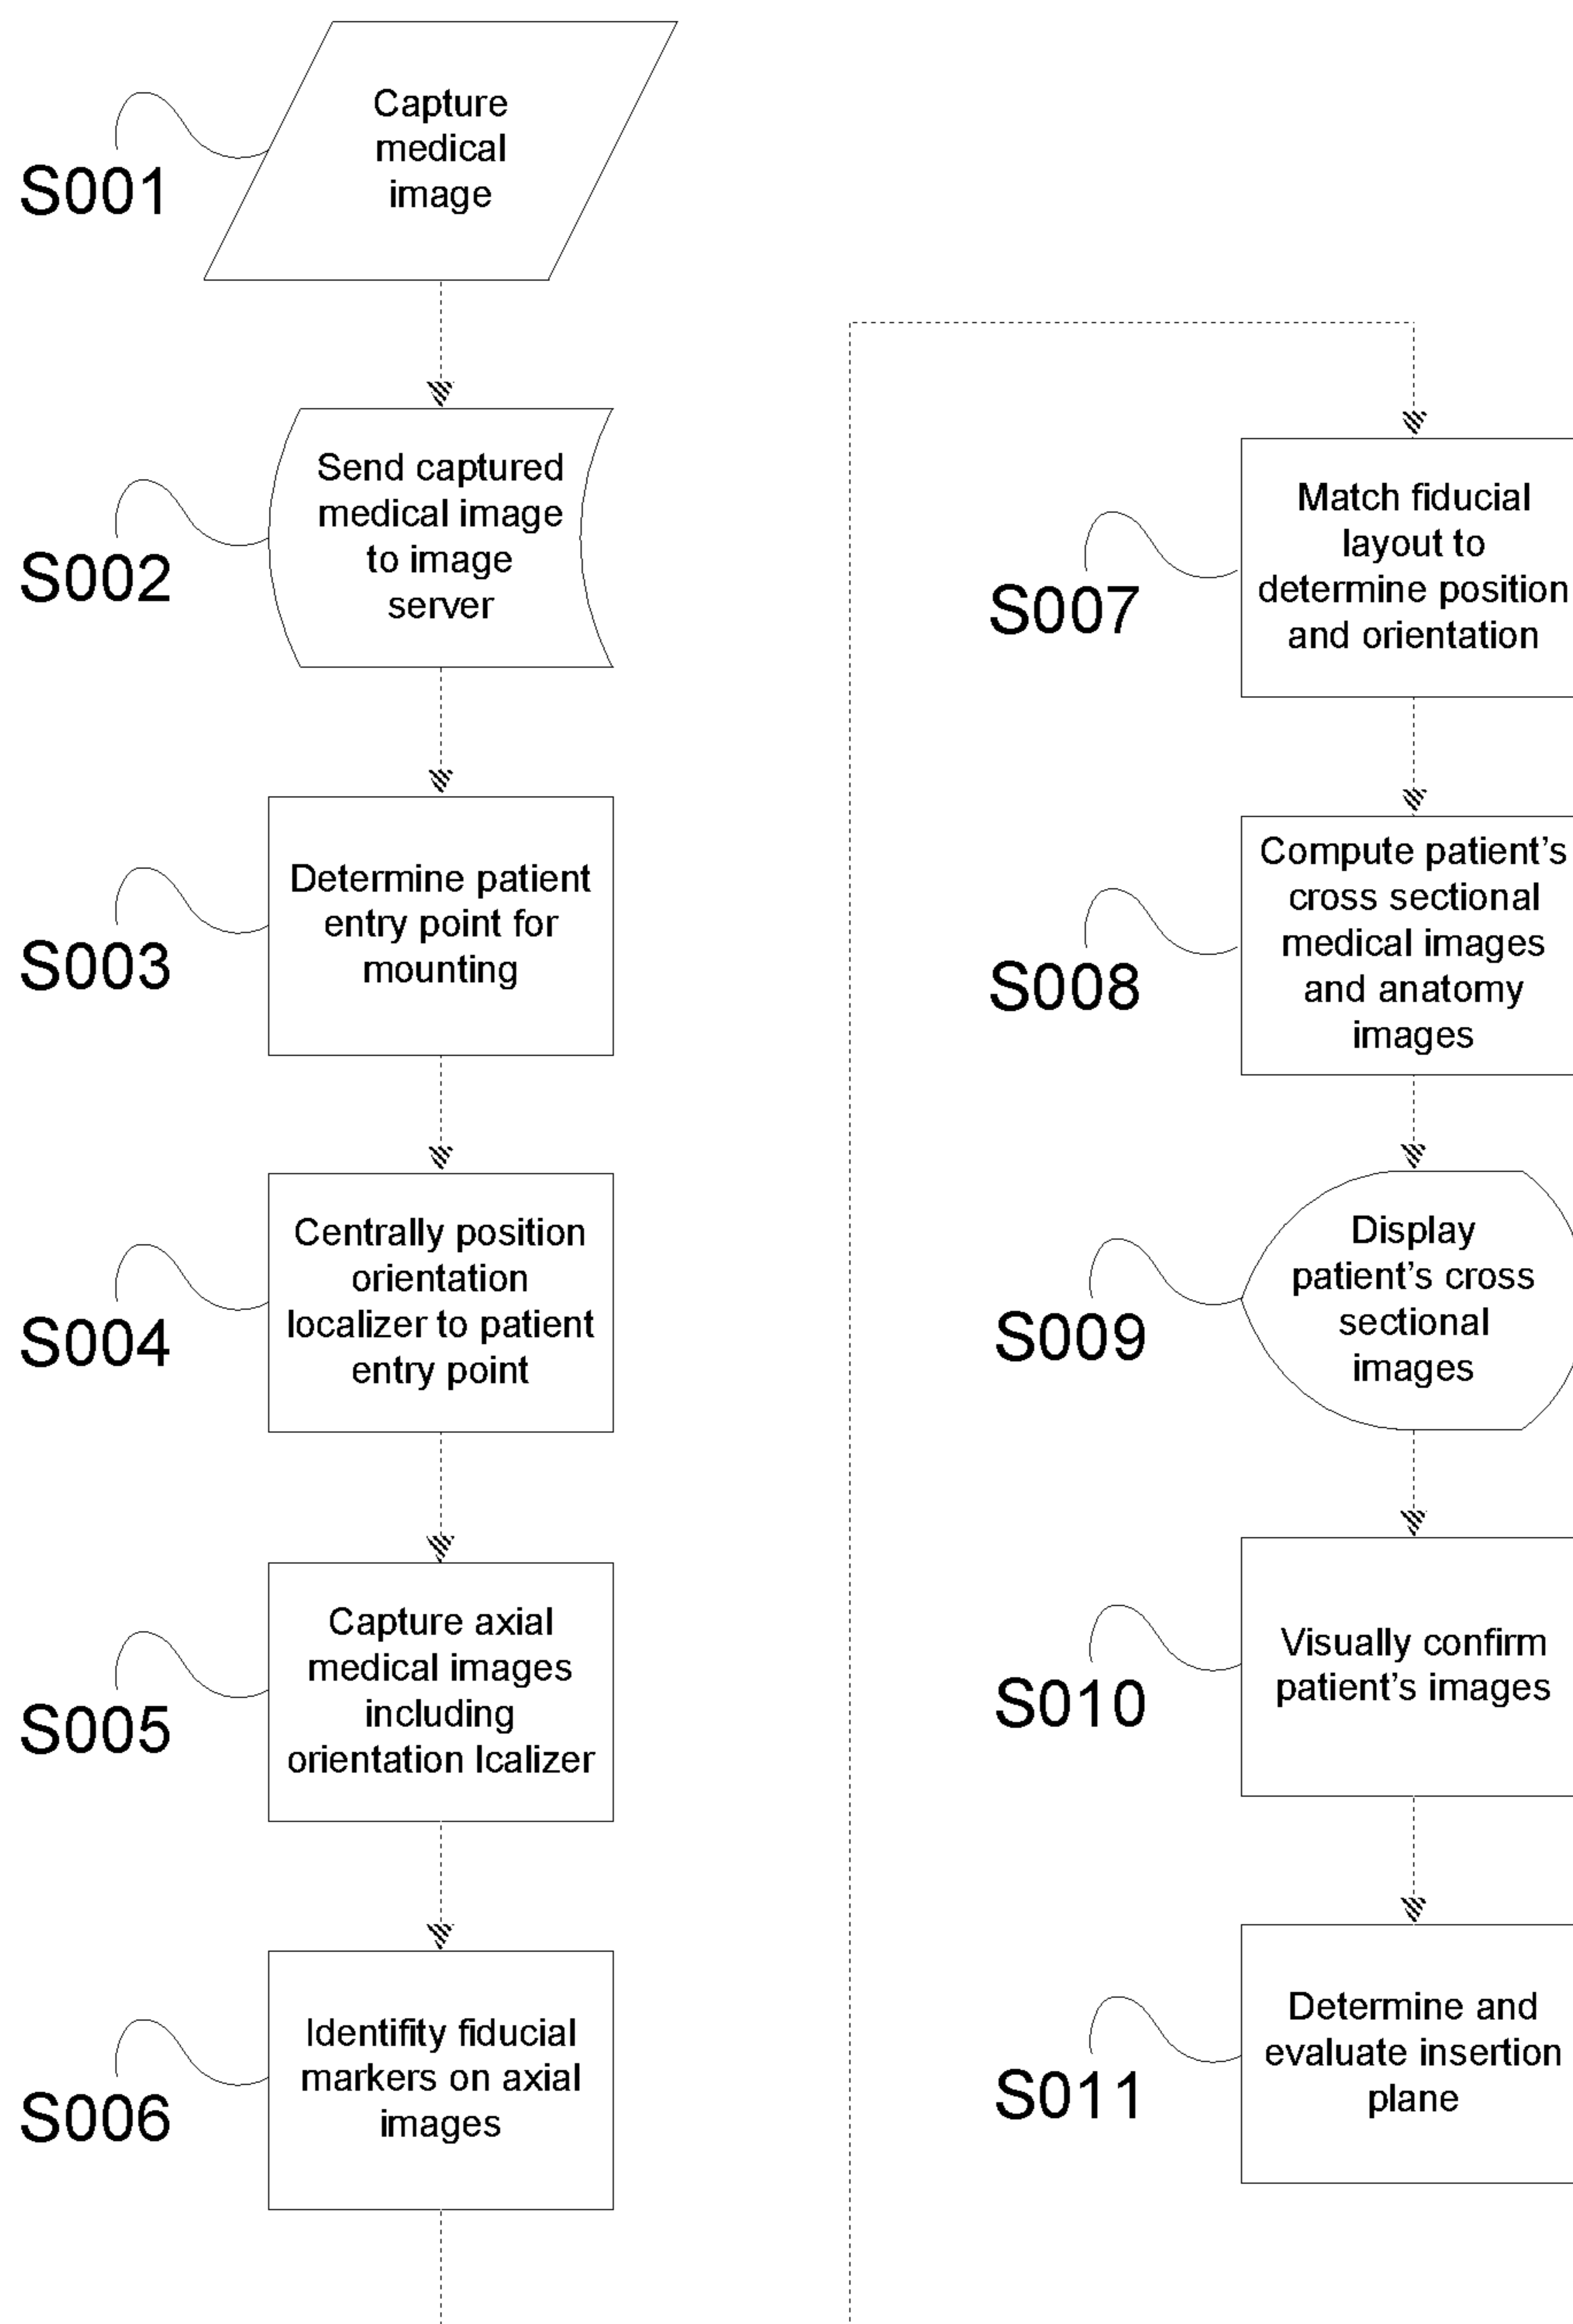 Capture
medical
image
S001
Send captured
medical image
to image
server
S002
Determine patient
entry point for
mounting
S003
Centrally position
orientation
localizer to patient
entry point
S004
Capture axial
medical images
including
orientation lcalizer
S005
Identifity fiducial
markers on axial
images
S006
Match fiducial
layout to
determine position
and orientation
S007
Compute patient’s
cross sectional
medical images
and anatomy
images
S008
Display
patient’s cross
sectional
images
S009
Visually confirm
patient’s images
S010
Determine and
evaluate insertion
plane
S011